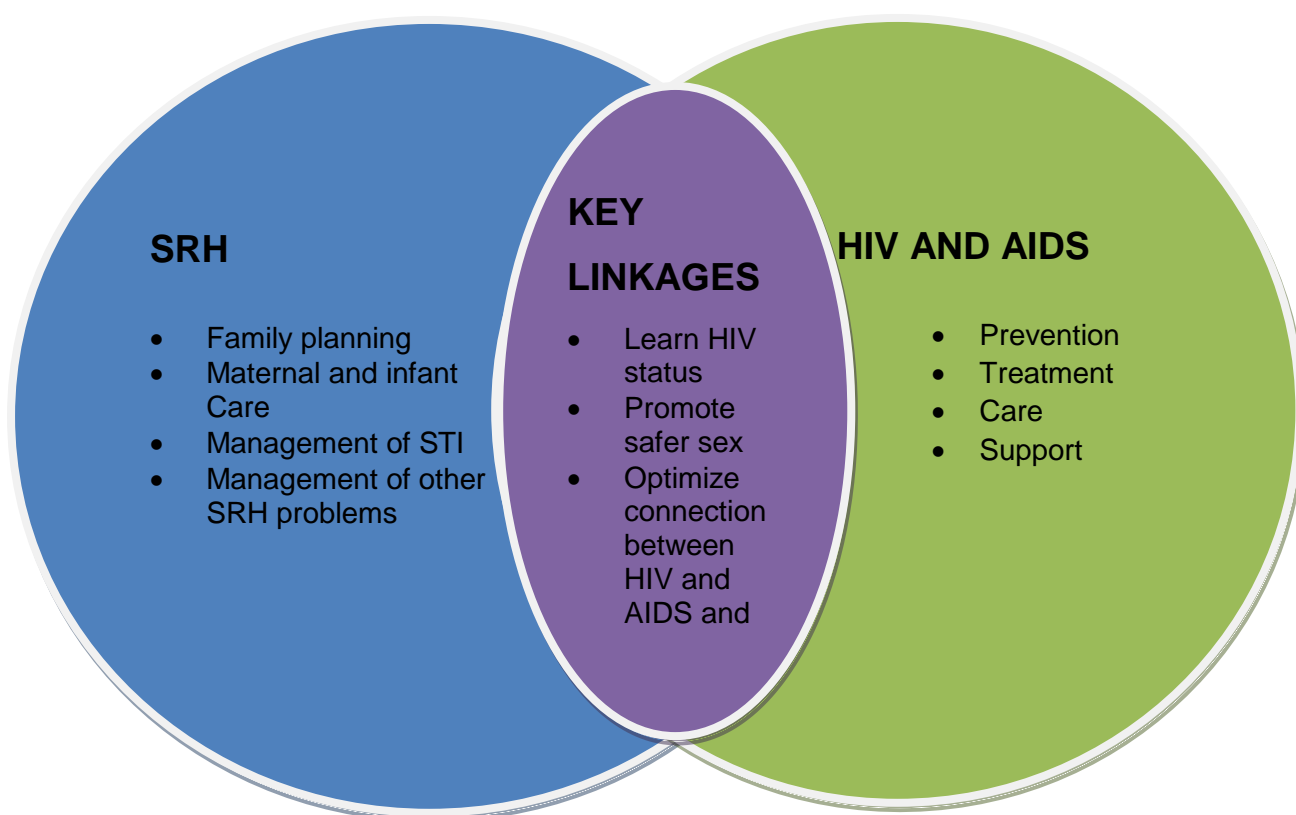 SRH
• Family planning
• Maternal and infant
Care
• Management of STI
• Management of other
SRH problems
KEY
LINKAGES
• Learn HIV
status
• Promote
safer sex
• Optimize
connection
between
HIV and
AIDS and
HIV AND AIDS
• Prevention
• Treatment
• Care
• Support